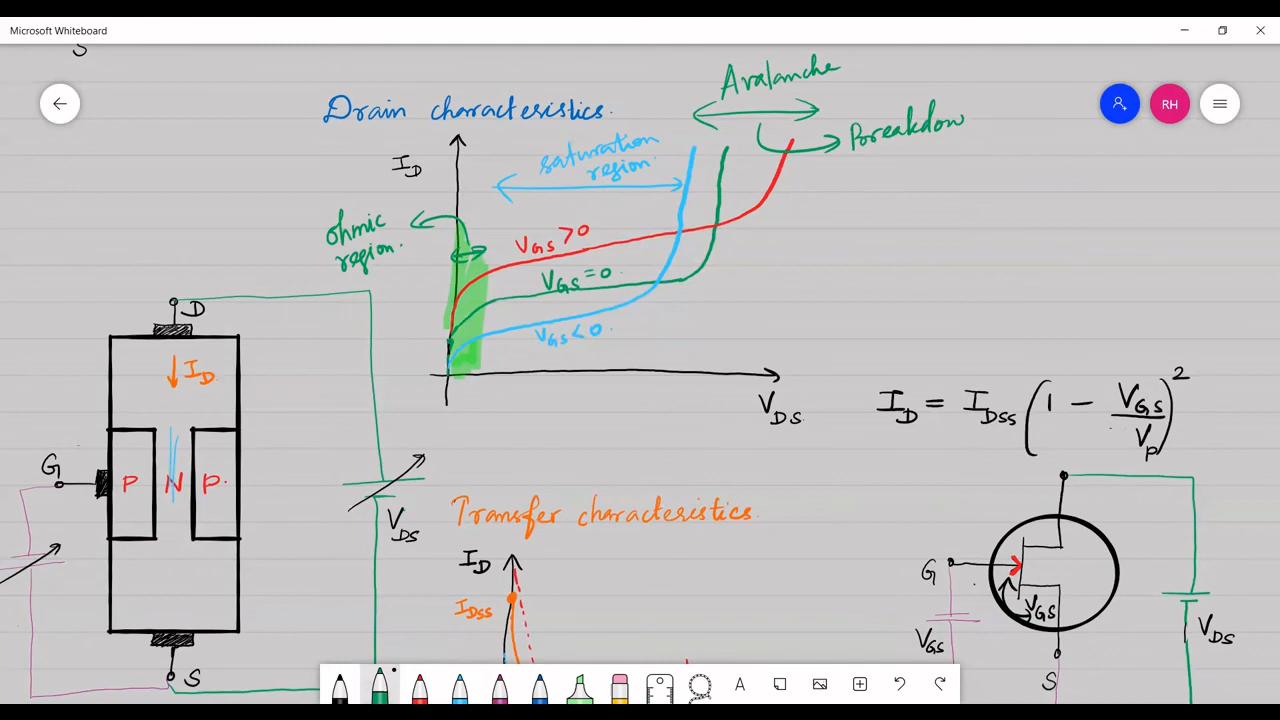 Microsoft Whiteboard
S
Avalanche
Drain characteristics.
RH
Breakdow
saturation
region.
I_D
ohmic
region.
V_GS > 0
V_GS = 0.
V_GS < 0.
D
I_D
V_DS
I_D = I_DSS (1 - V_GS/V_P)^2
G
P N P.
V_DS
Transfer characteristics.
I_D
G
I_DSS
V_GS
V_GS
V_DS
S
S
A